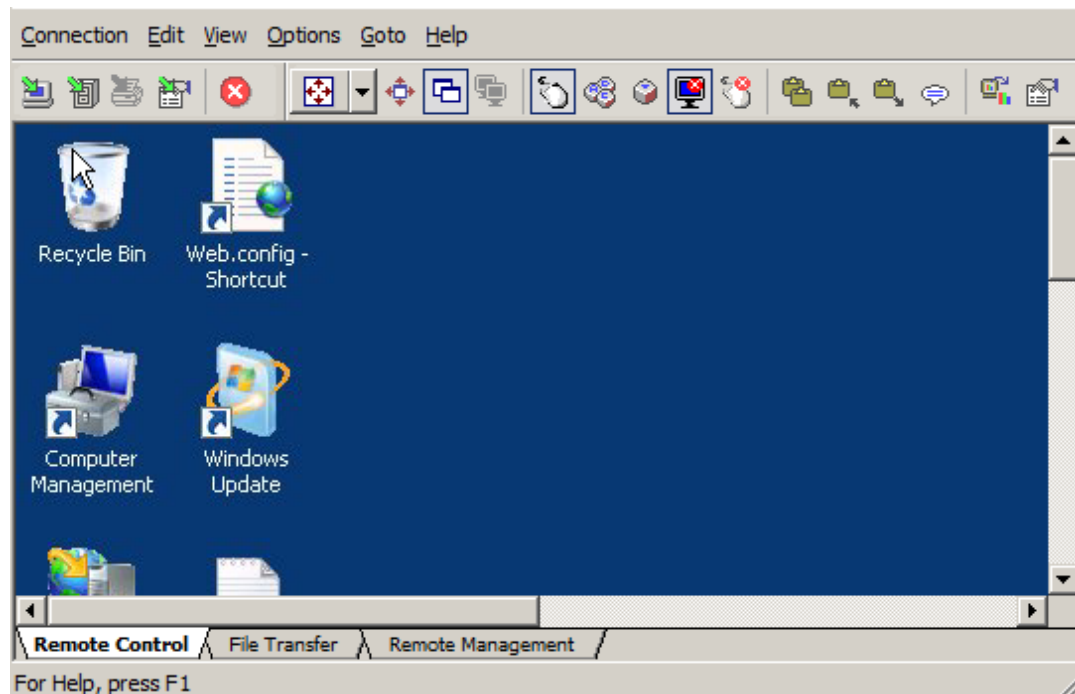 Connection Edit View Options Goto Help
Recycle Bin
Web.config -
Shortcut
Computer
Management
Windows
Update
Remote Control File Transfer Remote Management
For Help, press F1